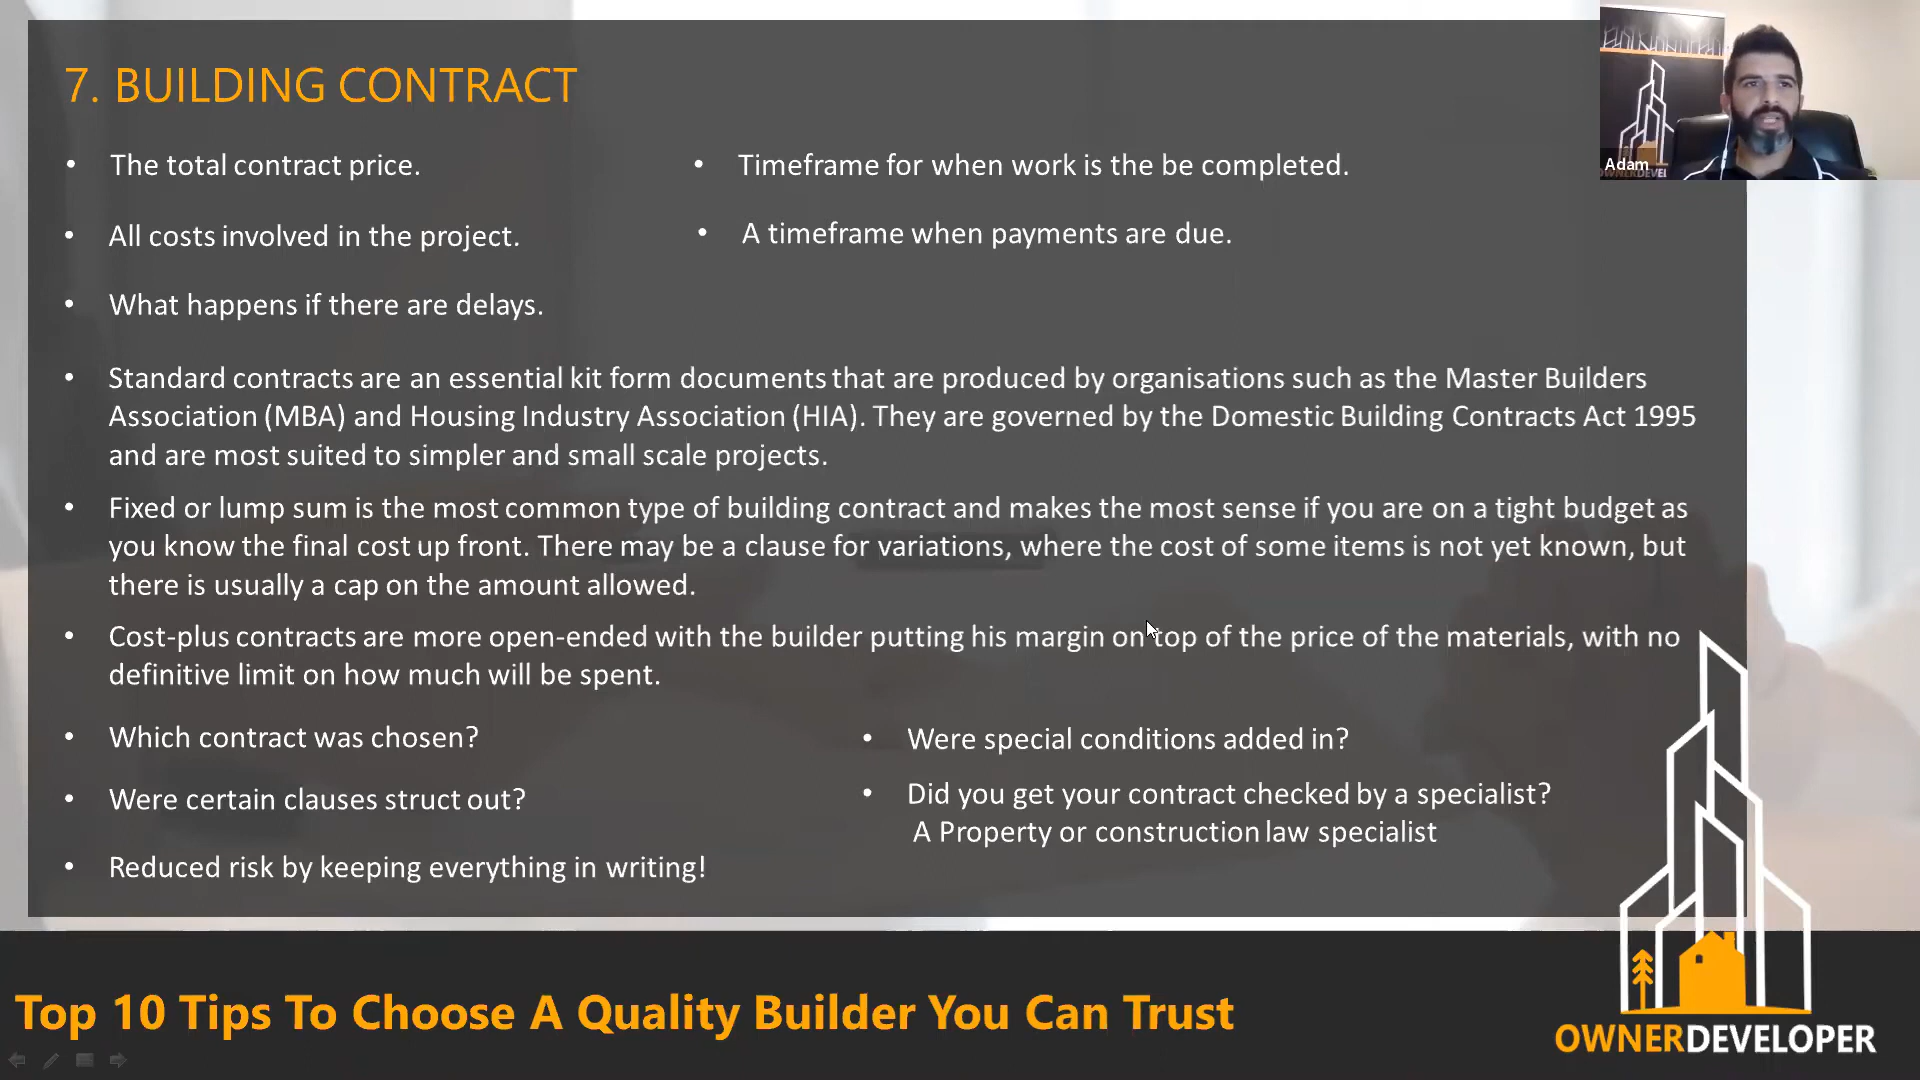 7. BUILDING CONTRACT
Adam
OWNERDEVEL
• The total contract price.
• Timeframe for when work is the be completed.
• All costs involved in the project.
• A timeframe when payments are due.
• What happens if there are delays.
• Standard contracts are an essential kit form documents that are produced by organisations such as the Master Builders
Association (MBA) and Housing Industry Association (HIA). They are governed by the Domestic Building Contracts Act 1995
and are most suited to simpler and small scale projects.
• Fixed or lump sum is the most common type of building contract and makes the most sense if you are on a tight budget as
you know the final cost up front. There may be a clause for variations, where the cost of some items is not yet known, but
there is usually a cap on the amount allowed.
• Cost-plus contracts are more open-ended with the builder putting his margin on top of the price of the materials, with no
definitive limit on how much will be spent.
• Which contract was chosen?
• Were special conditions added in?
• Were certain clauses struct out?
• Did you get your contract checked by a specialist?
A Property or construction law specialist
• Reduced risk by keeping everything in writing!
Top 10 Tips To Choose A Quality Builder You Can Trust
OWNERDEVELOPER